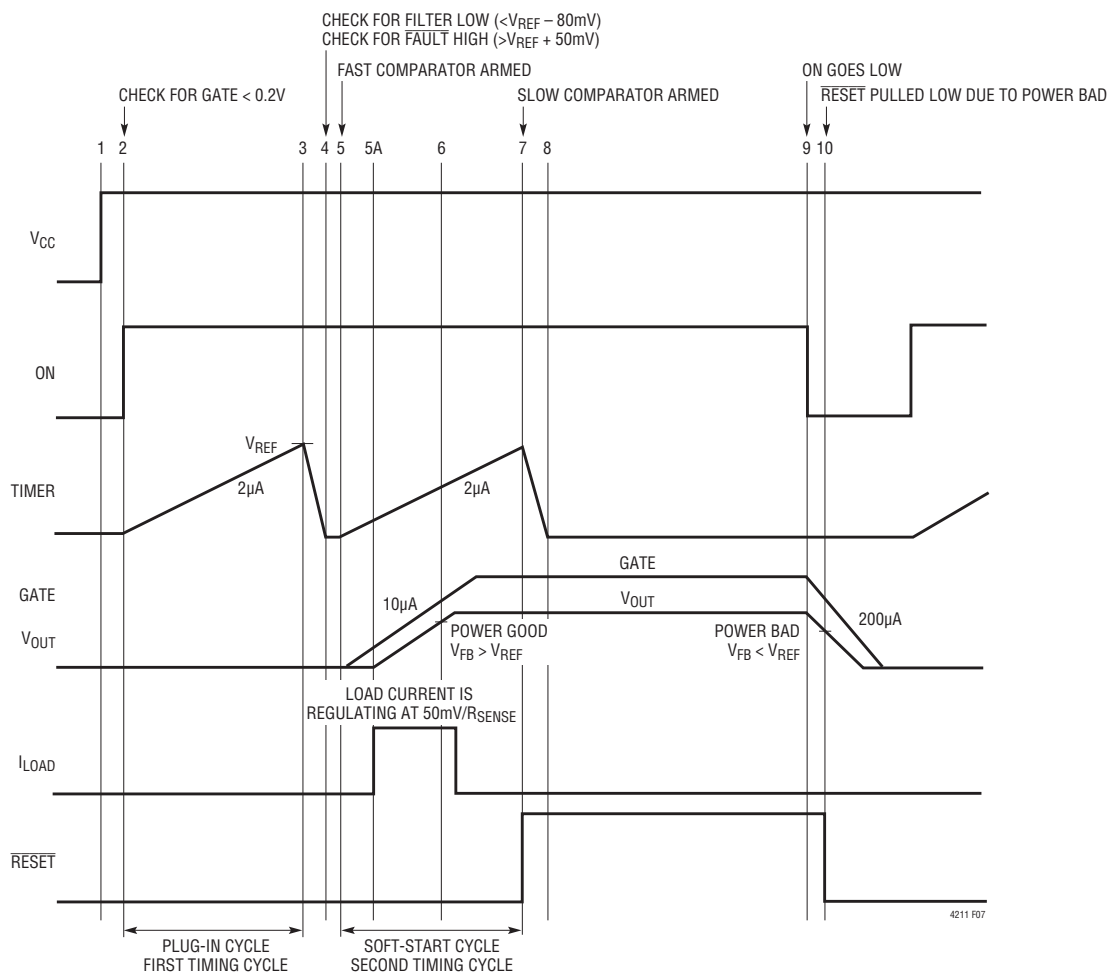 CHECK FOR FILTER LOW (<VREF – 80mV)
CHECK FOR FAULT HIGH (>VREF + 50mV)
FAST COMPARATOR ARMED
ON GOES LOW
CHECK FOR GATE < 0.2V
SLOW COMPARATOR ARMED
RESET PULLED LOW DUE TO POWER BAD
1 2 3 4 5 5A 6 7 8 9 10
VCC
ON
VREF
TIMER
2µA
2µA
GATE
GATE
10µA
VOUT
200µA
VOUT
POWER GOOD
VFB > VREF
POWER BAD
VFB < VREF
LOAD CURRENT IS
REGULATING AT 50mV/RSENSE
ILOAD
RESET
4211 F07
PLUG-IN CYCLE
FIRST TIMING CYCLE
SOFT-START CYCLE
SECOND TIMING CYCLE